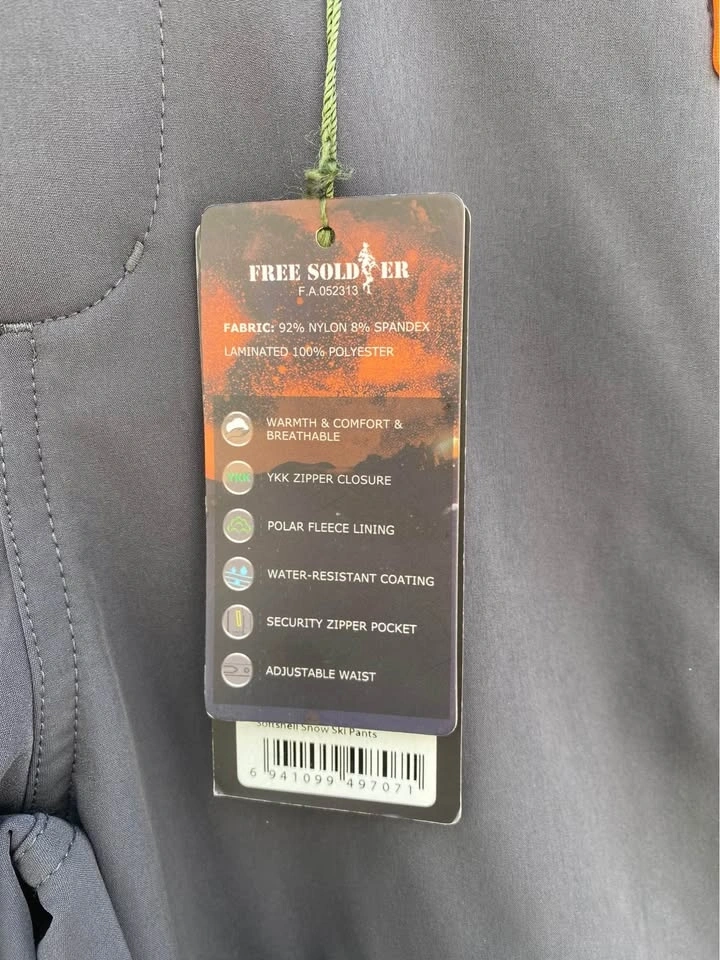 FREE SOLDIER
F.A.052313
FABRIC: 92% NYLON 8% SPANDEX
LAMINATED 100% POLYESTER
WARMTH & COMFORT &
BREATHABLE
YKK YKK ZIPPER CLOSURE
POLAR FLEECE LINING
WATER-RESISTANT COATING
SECURITY ZIPPER POCKET
ADJUSTABLE WAIST
Softshell Snow Ski Pants
6 941099 497071